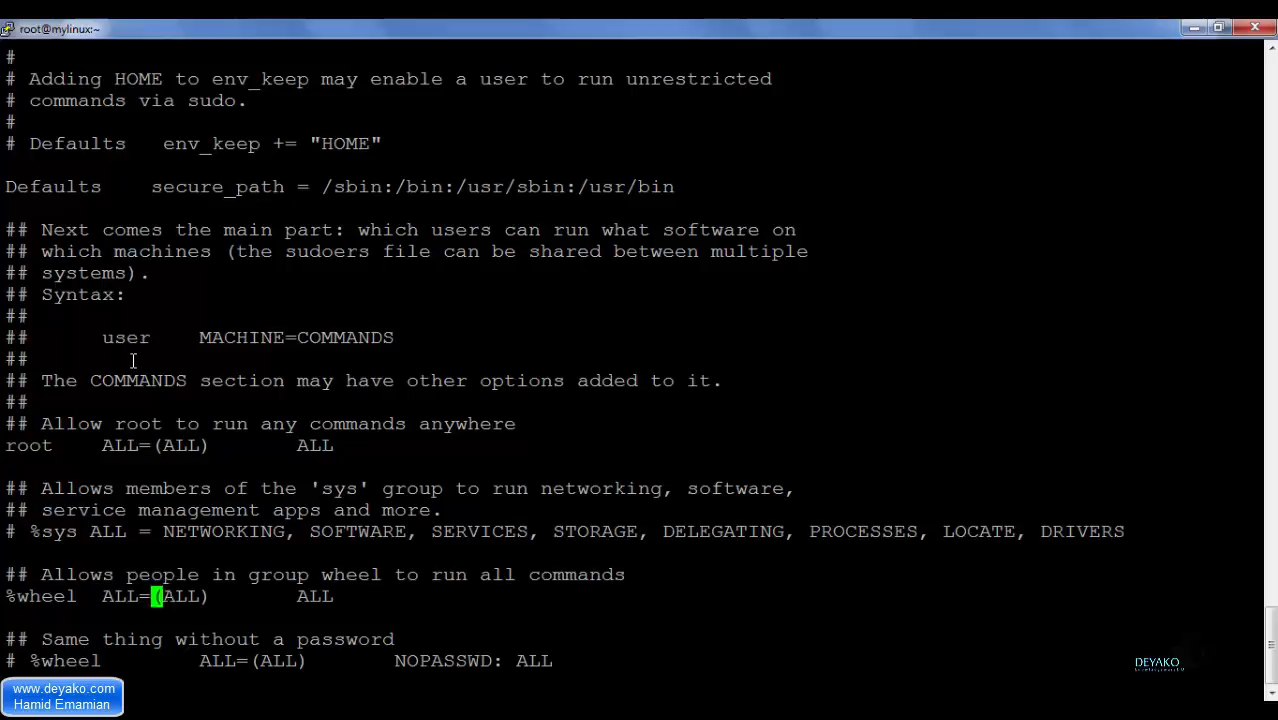 root@mylinux:~
#
# Adding HOME to env_keep may enable a user to run unrestricted
# commands via sudo.
#
# Defaults   env_keep += "HOME"
Defaults    secure_path = /sbin:/bin:/usr/sbin:/usr/bin
## Next comes the main part: which users can run what software on
## which machines (the sudoers file can be shared between multiple
## systems).
## Syntax:
##
##      user    MACHINE=COMMANDS
##
## The COMMANDS section may have other options added to it.
##
## Allow root to run any commands anywhere
root    ALL=(ALL)       ALL
## Allows members of the 'sys' group to run networking, software,
## service management apps and more.
# %sys ALL = NETWORKING, SOFTWARE, SERVICES, STORAGE, DELEGATING, PROCESSES, LOCATE, DRIVERS
## Allows people in group wheel to run all commands
%wheel  ALL=(ALL)       ALL
## Same thing without a password
# %wheel        ALL=(ALL)       NOPASSWD: ALL
DEYAKO
www.deyako.com
Hamid Emamian